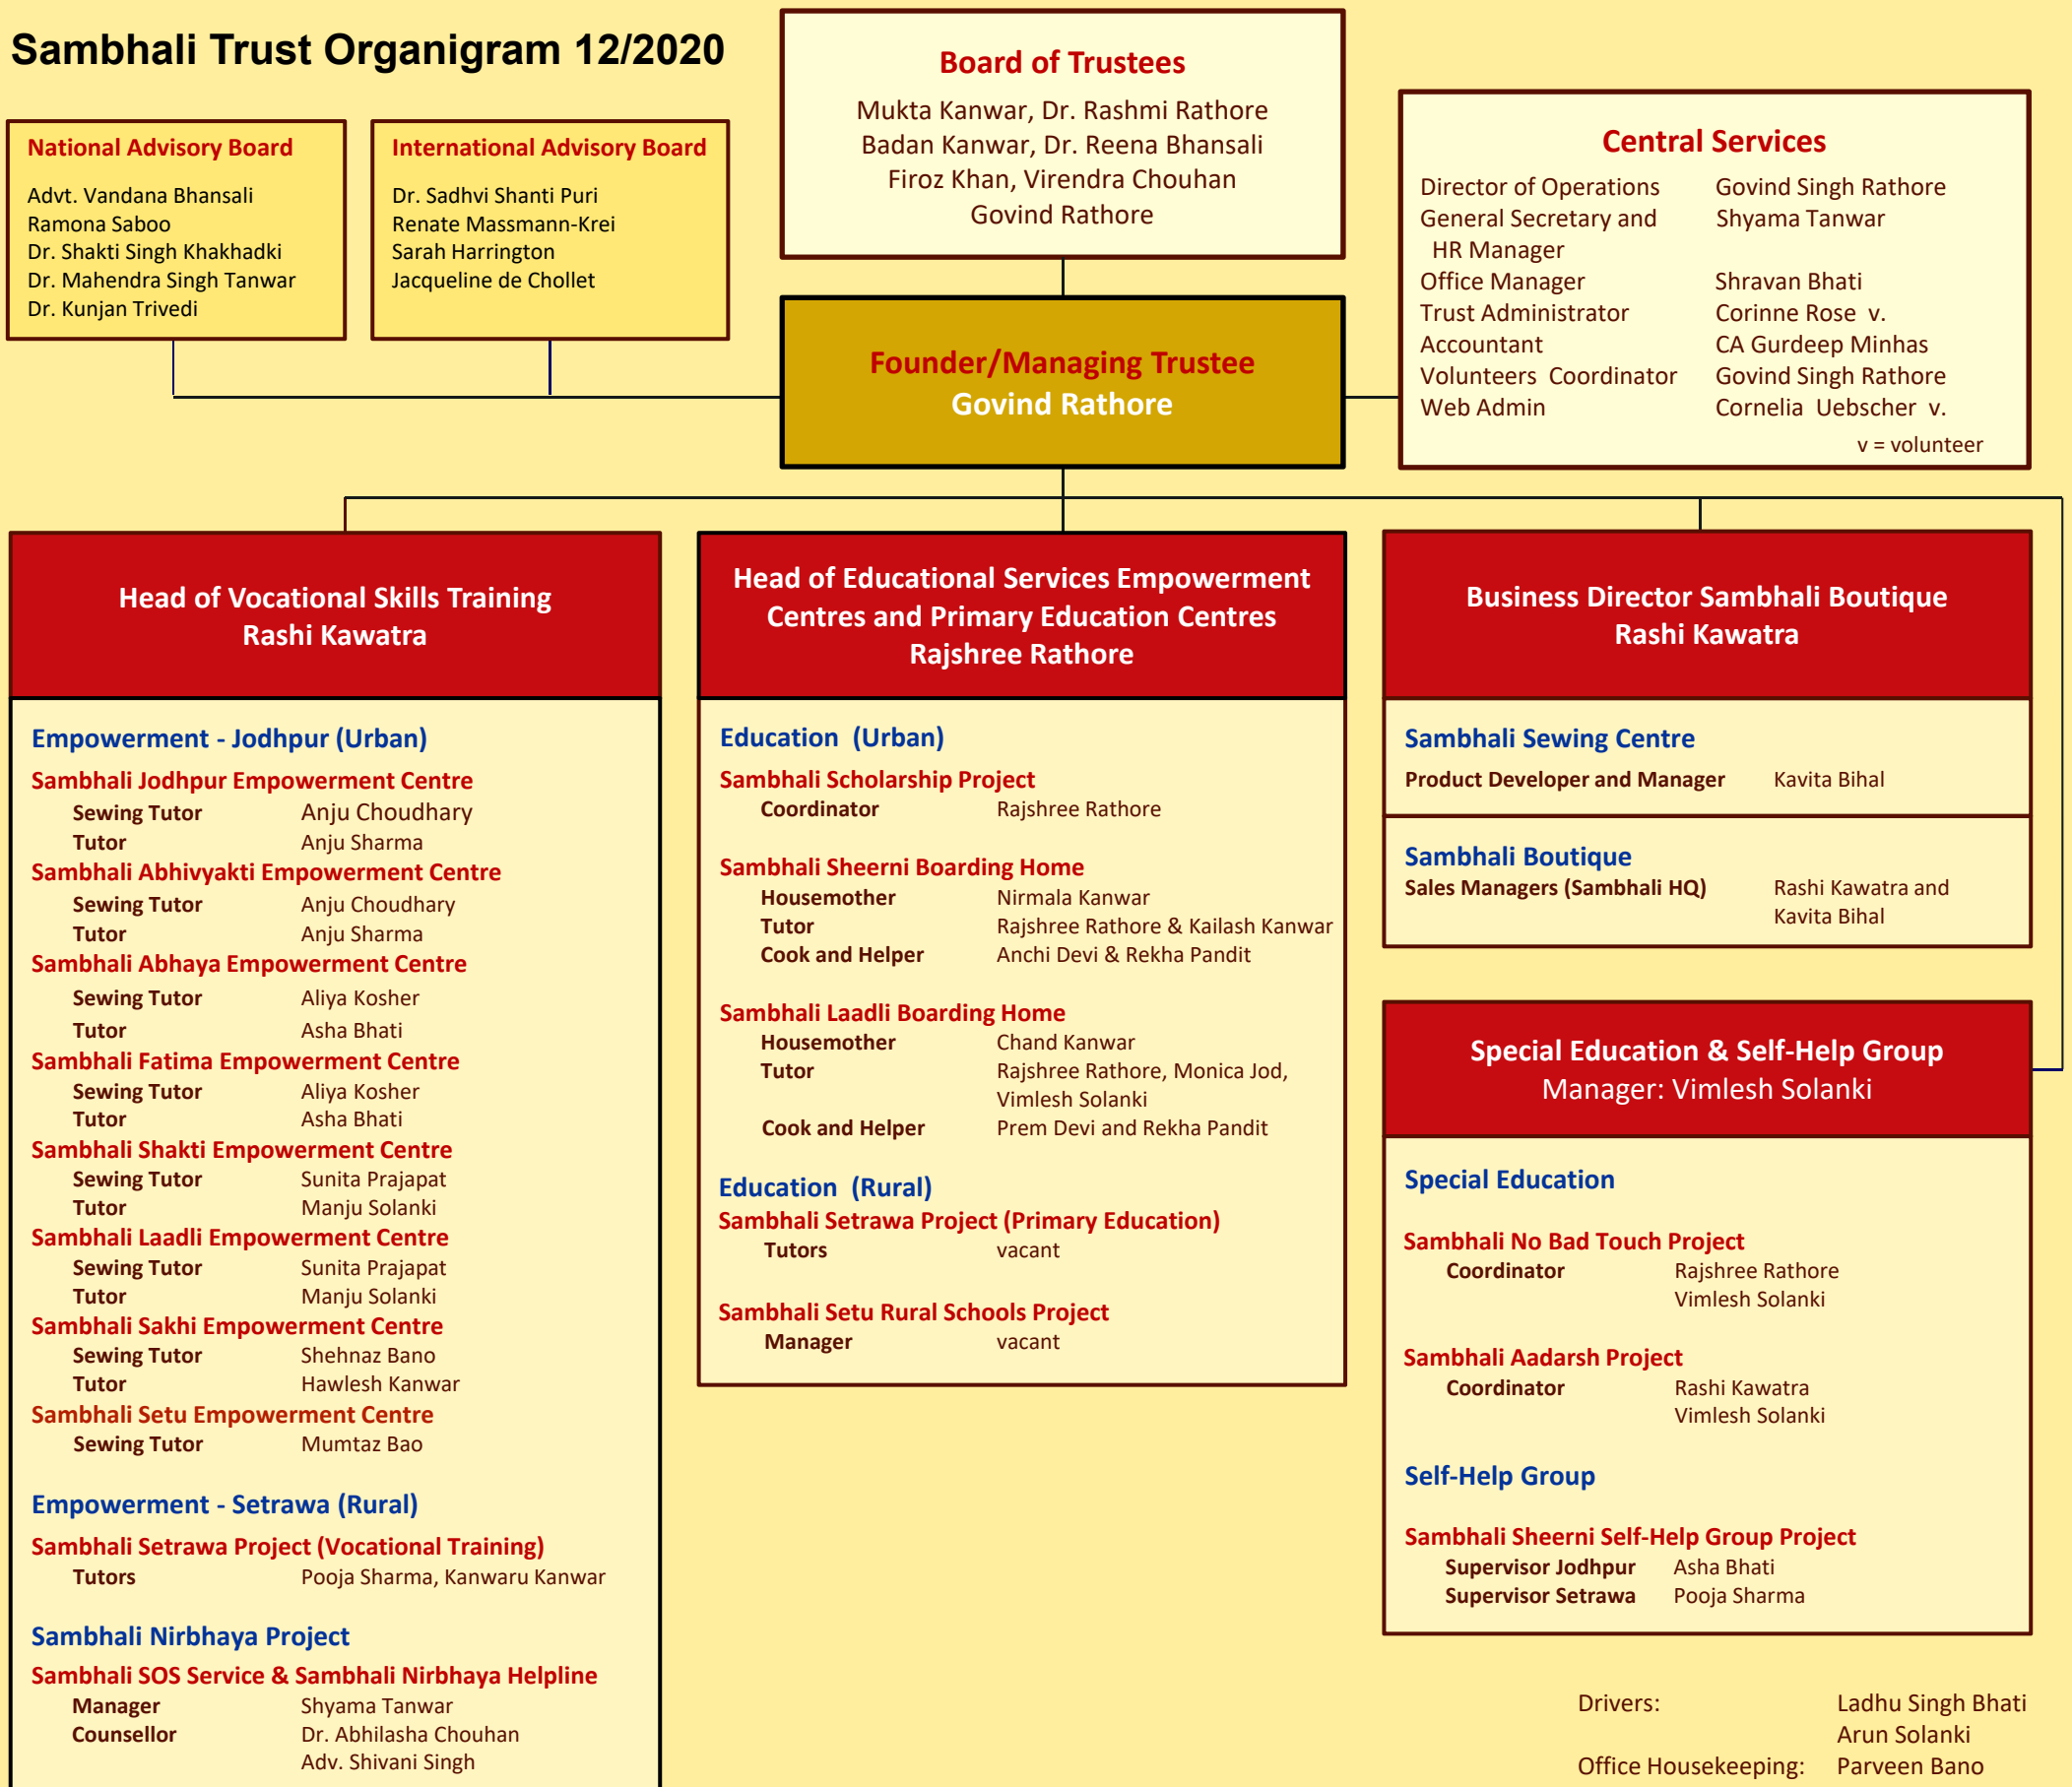 Sambhali Trust Organigram 12/2020
Board of Trustees
Mukta Kanwar, Dr. Rashmi Rathore
Badan Kanwar, Dr. Reena Bhansali
Firoz Khan, Virendra Chouhan
Govind Rathore
National Advisory Board
Advt. Vandana Bhansali
Ramona Saboo
Dr. Shakti Singh Khakhadki
Dr. Mahendra Singh Tanwar
Dr. Kunjan Trivedi
International Advisory Board
Dr. Sadhvi Shanti Puri
Renate Massmann-Krei
Sarah Harrington
Jacqueline de Chollet
Central Services
Director of Operations Govind Singh Rathore
General Secretary and Shyama Tanwar
HR Manager
Office Manager Shravan Bhati
Trust Administrator Corinne Rose v.
Accountant CA Gurdeep Minhas
Volunteers Coordinator Govind Singh Rathore
Web Admin Cornelia Uebscher v.
v = volunteer
Founder/Managing Trustee
Govind Rathore
Head of Vocational Skills Training
Rashi Kawatra
Empowerment - Jodhpur (Urban)
Sambhali Jodhpur Empowerment Centre
Sewing Tutor Anju Choudhary
Tutor Anju Sharma
Sambhali Abhivyakti Empowerment Centre
Sewing Tutor Anju Choudhary
Tutor Anju Sharma
Sambhali Abhaya Empowerment Centre
Sewing Tutor Aliya Kosher
Tutor Asha Bhati
Sambhali Fatima Empowerment Centre
Sewing Tutor Aliya Kosher
Tutor Asha Bhati
Sambhali Shakti Empowerment Centre
Sewing Tutor Sunita Prajapat
Tutor Manju Solanki
Sambhali Laadli Empowerment Centre
Sewing Tutor Sunita Prajapat
Tutor Manju Solanki
Sambhali Sakhi Empowerment Centre
Sewing Tutor Shehnaz Bano
Tutor Hawlesh Kanwar
Sambhali Setu Empowerment Centre
Sewing Tutor Mumtaz Bao
Empowerment - Setrawa (Rural)
Sambhali Setrawa Project (Vocational Training)
Tutors Pooja Sharma, Kanwaru Kanwar
Sambhali Nirbhaya Project
Sambhali SOS Service & Sambhali Nirbhaya Helpline
Manager Shyama Tanwar
Counsellor Dr. Abhilasha Chouhan
Adv. Shivani Singh
Head of Educational Services Empowerment
Centres and Primary Education Centres
Rajshree Rathore
Education (Urban)
Sambhali Scholarship Project
Coordinator Rajshree Rathore
Sambhali Sheerni Boarding Home
Housemother Nirmala Kanwar
Tutor Rajshree Rathore & Kailash Kanwar
Cook and Helper Anchi Devi & Rekha Pandit
Sambhali Laadli Boarding Home
Housemother Chand Kanwar
Tutor Rajshree Rathore, Monica Jod,
Vimlesh Solanki
Cook and Helper Prem Devi and Rekha Pandit
Education (Rural)
Sambhali Setrawa Project (Primary Education)
Tutors vacant
Sambhali Setu Rural Schools Project
Manager vacant
Business Director Sambhali Boutique
Rashi Kawatra
Sambhali Sewing Centre
Product Developer and Manager Kavita Bihal
Sambhali Boutique
Sales Managers (Sambhali HQ) Rashi Kawatra and
Kavita Bihal
Special Education & Self-Help Group
Manager: Vimlesh Solanki
Special Education
Sambhali No Bad Touch Project
Coordinator Rajshree Rathore
Vimlesh Solanki
Sambhali Aadarsh Project
Coordinator Rashi Kawatra
Vimlesh Solanki
Self-Help Group
Sambhali Sheerni Self-Help Group Project
Supervisor Jodhpur Asha Bhati
Supervisor Setrawa Pooja Sharma
Drivers: Ladhu Singh Bhati
Arun Solanki
Office Housekeeping: Parveen Bano